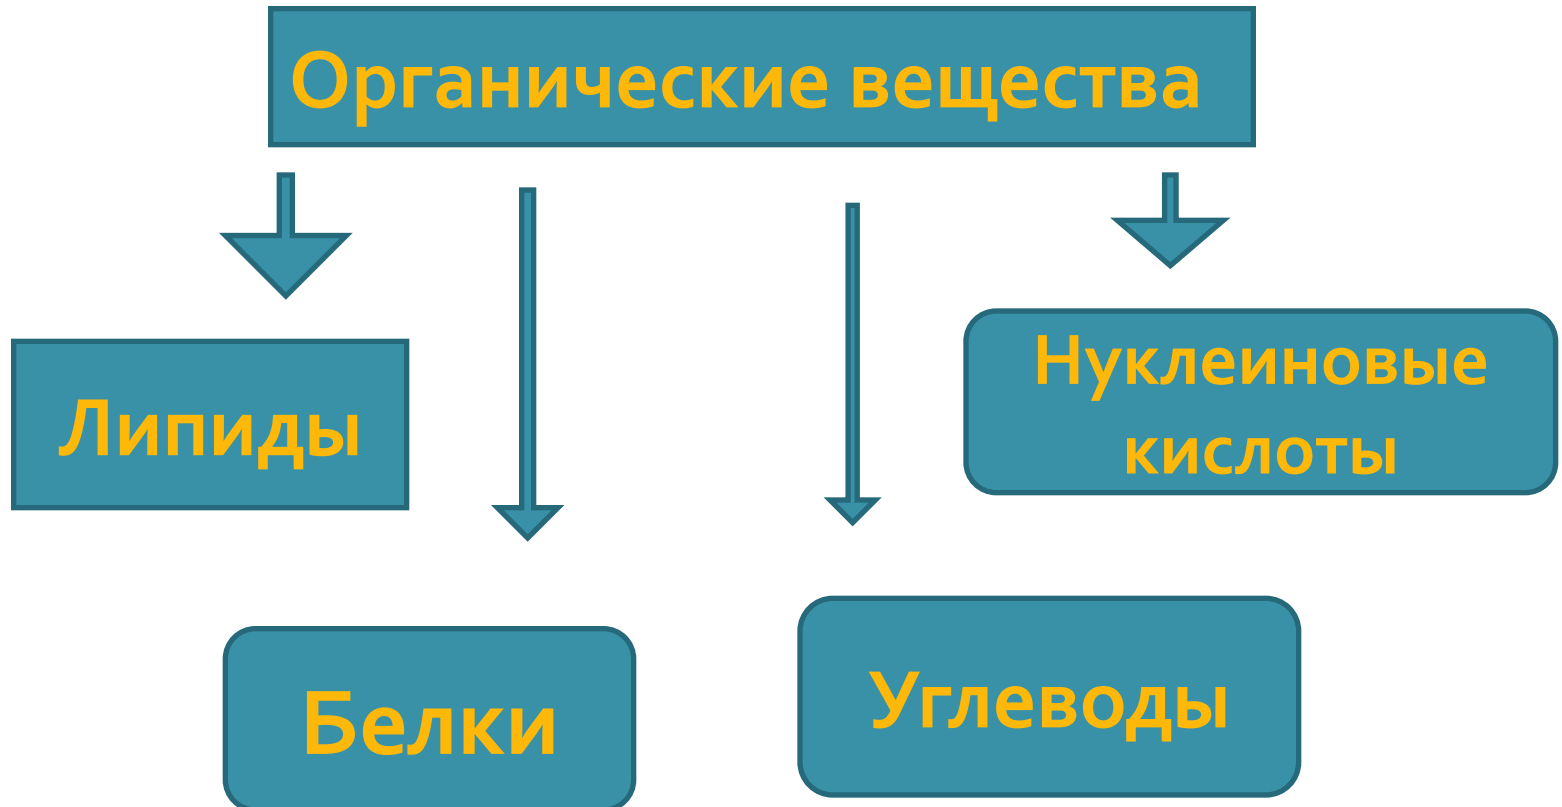 Органические вещества
Липиды
Нуклеиновые
кислоты
Белки
Углеводы